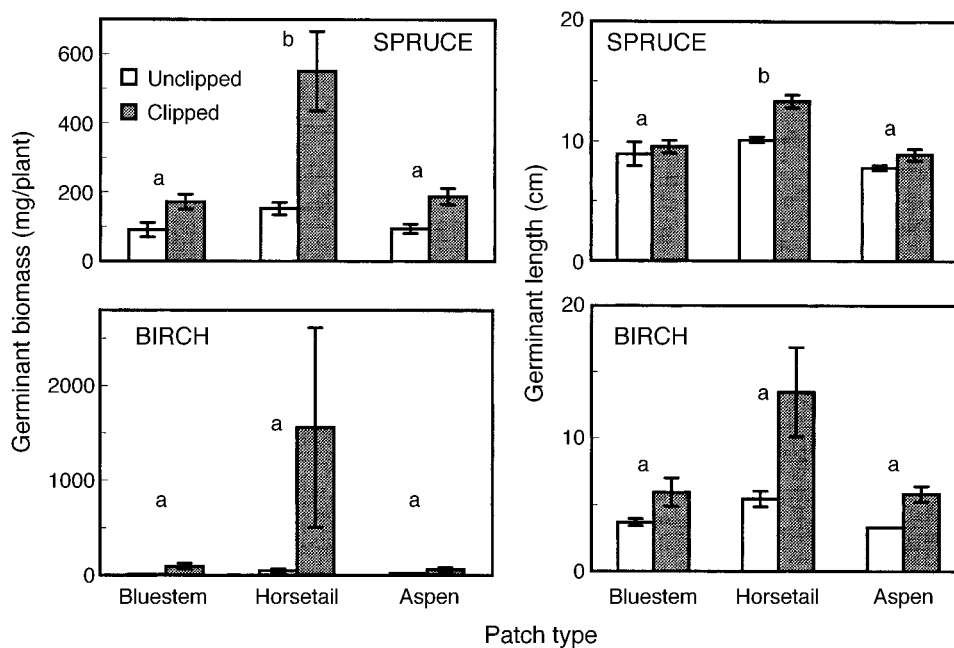 Germinant biomass (mg/plant)
600
400
200
0
SPRUCE
Unclipped
Clipped
a
b
a
Germinant length (cm)
20
10
0
SPRUCE
a
b
a
2000
1000
0
BIRCH
a
a
a
Bluestem Horsetail Aspen
20
10
0
BIRCH
a
a
a
Bluestem Horsetail Aspen
Patch type